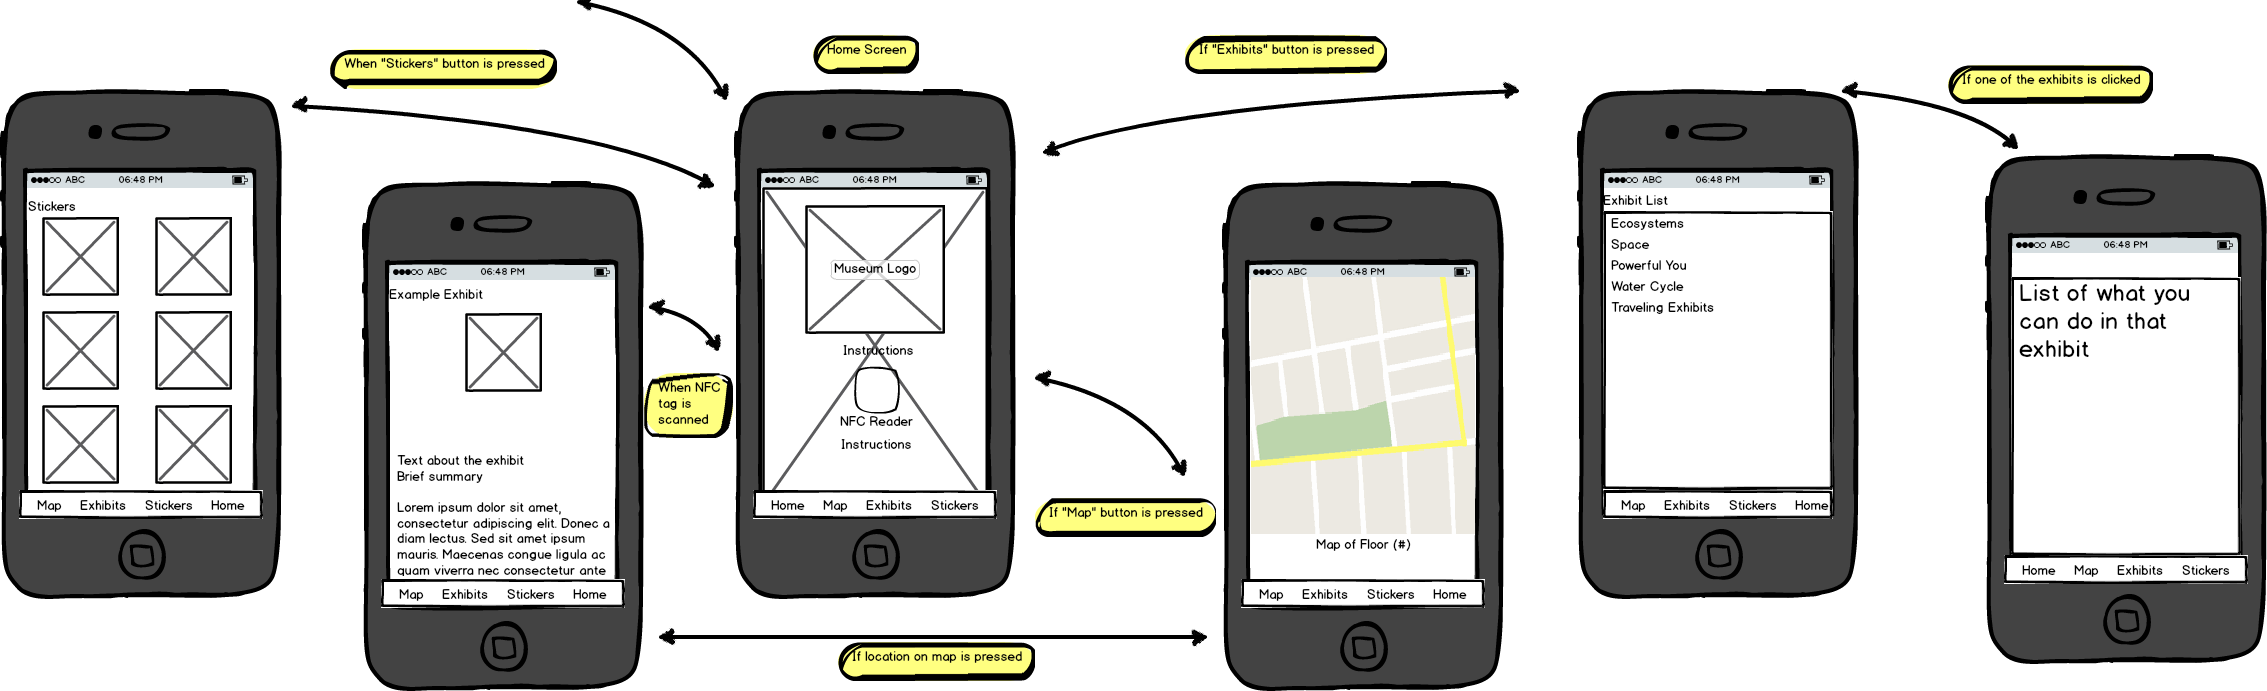 When "Stickers" button is pressed
Home Screen
If "Exhibits" button is pressed
If one of the exhibits is clicked
ABC 06:48 PM
Stickers
Map Exhibits Stickers Home
ABC 06:48 PM
Example Exhibit
Text about the exhibit
Brief summary
Lorem ipsum dolor sit amet,
consectetur adipiscing elit. Donec a
diam lectus. Sed sit amet ipsum
mauris. Maecenas congue ligula ac
quam viverra nec consectetur ante
Map Exhibits Stickers Home
When NFC
tag is
scanned
ABC 06:48 PM
Museum Logo
Instructions
NFC Reader
Instructions
Home Map Exhibits Stickers
If "Map" button is pressed
If location on map is pressed
ABC 06:48 PM
Map of Floor (#)
Map Exhibits Stickers Home
ABC 06:48 PM
Exhibit List
Ecosystems
Space
Powerful You
Water Cycle
Traveling Exhibits
Map Exhibits Stickers Home
ABC 06:48 PM
List of what you
can do in that
exhibit
Home Map Exhibits Stickers